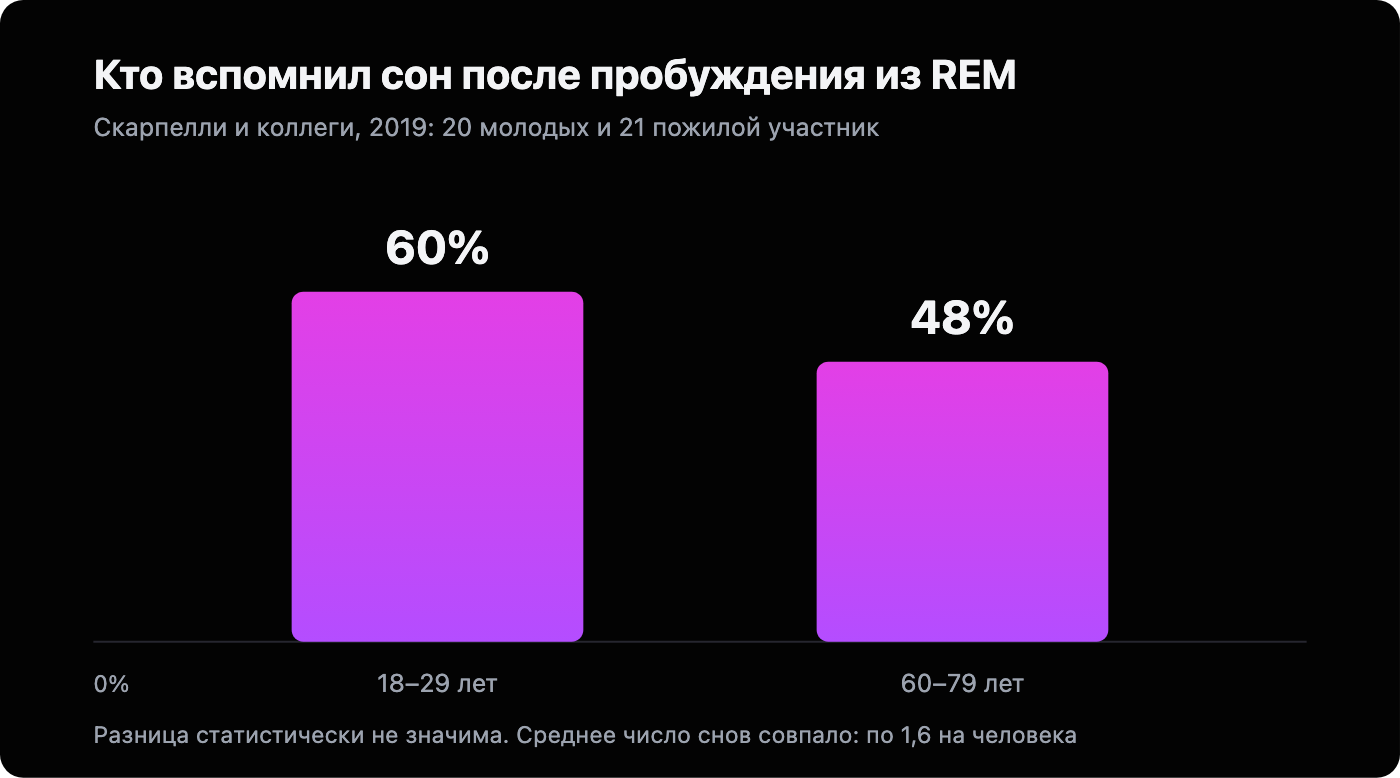 Кто вспомнил сон после пробуждения из REM
Скарпелли и коллеги, 2019: 20 молодых и 21 пожилой участник
60%
48%
0%
18–29 лет
60–79 лет
Разница статистически не значима. Среднее число снов совпало: по 1,6 на человека